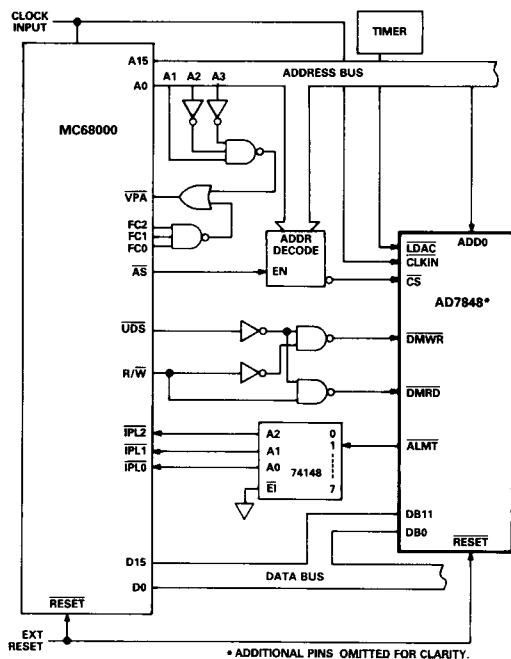 CLOCK
INPUT
TIMER
A15
A1 A2 A3
ADDRESS BUS
A0
MC68000
VPA
FC2
FC1
FC0
ADDR
DECODE
EN
AS
ADD0
LDAC
CLKIN
CS
AD7848*
UDS
DMWR
R/W
DMRD
IPL2
A2 0
IPL1
A1 1
IPL0
A0
74148
EI 7
ALMT
DB11
DB0
D15
RESET
DATA BUS
D0
RESET
EXT
RESET
* ADDITIONAL PINS OMITTED FOR CLARITY.